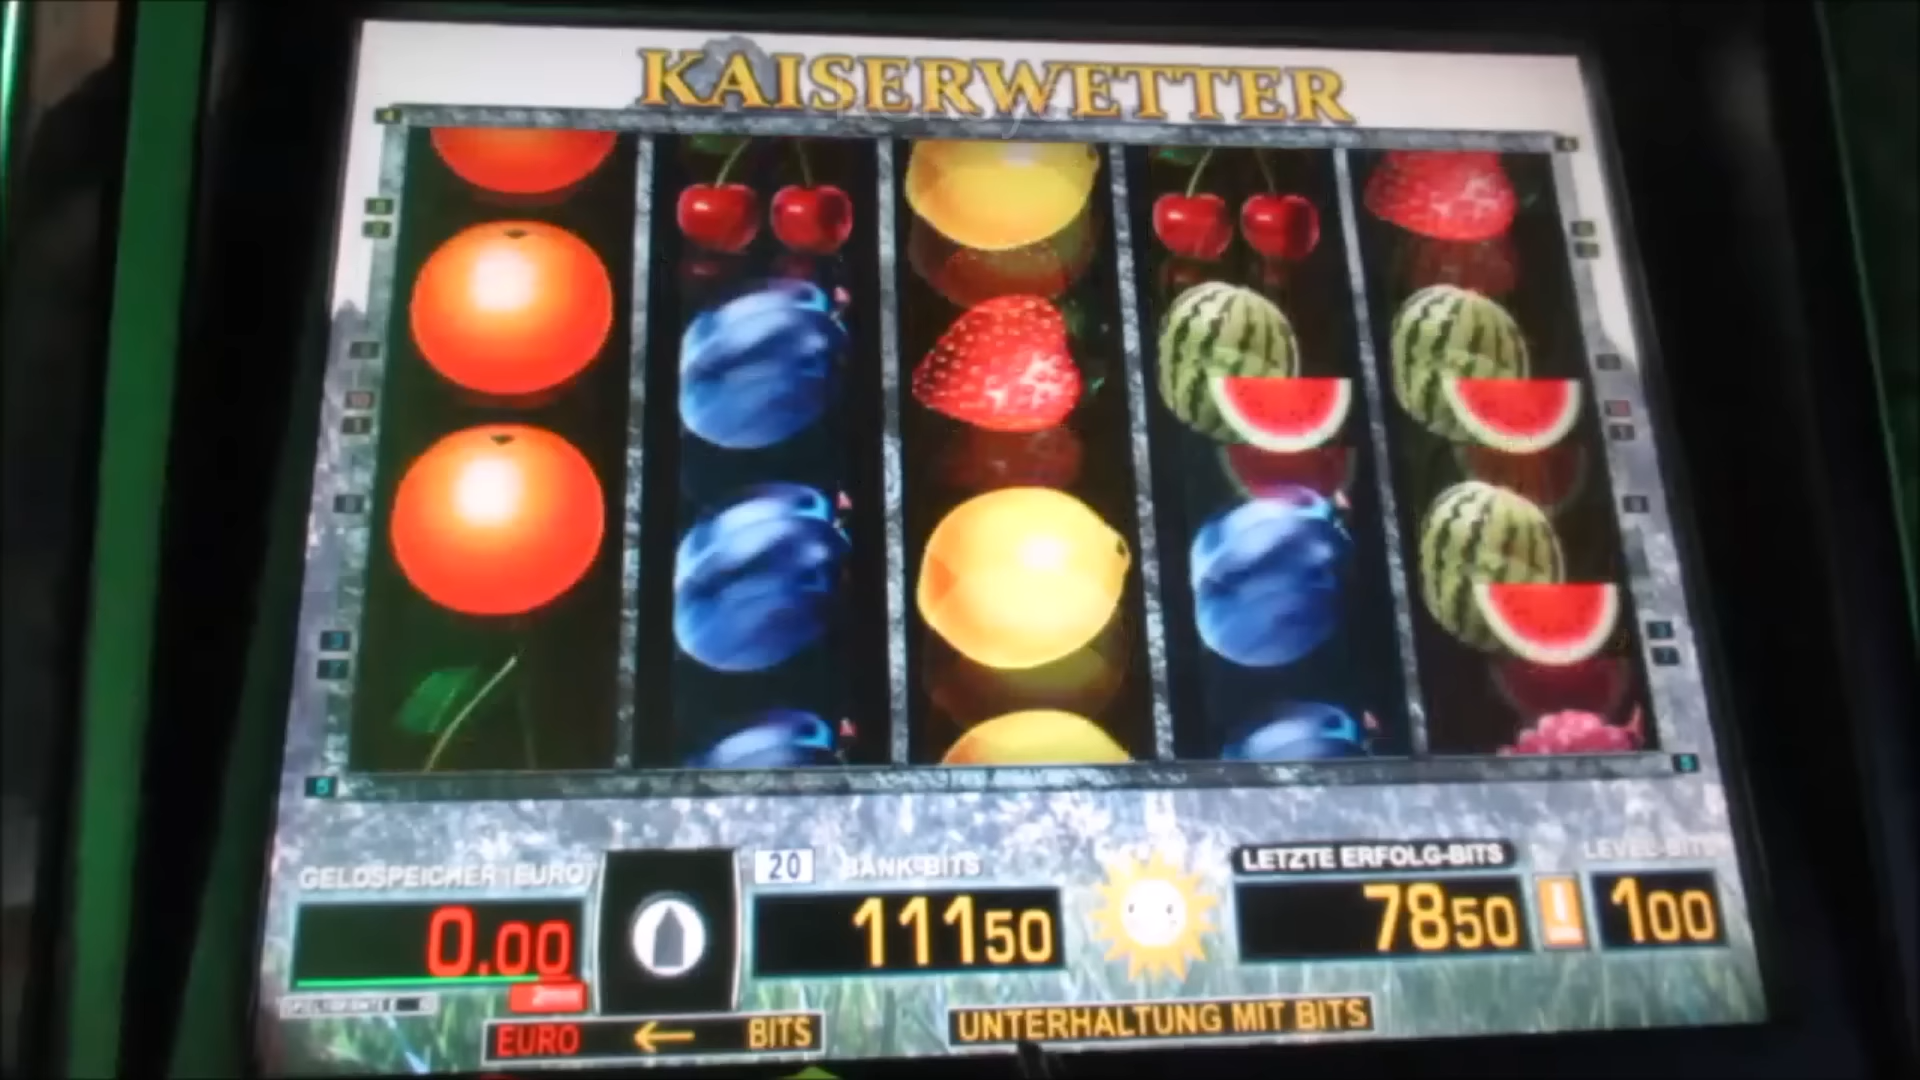 KAISERWETTER
GELDSPEICHER (EURO)
20 BANK-BITS
LETZTE ERFOLG-BITS
LEVEL-BITS
0.00
11150
7850
100
EURO ← BITS
UNTERHALTUNG MIT BITS